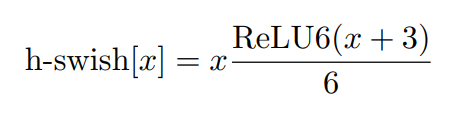 h-swish[x] = x ReLU6(x + 3) / 6